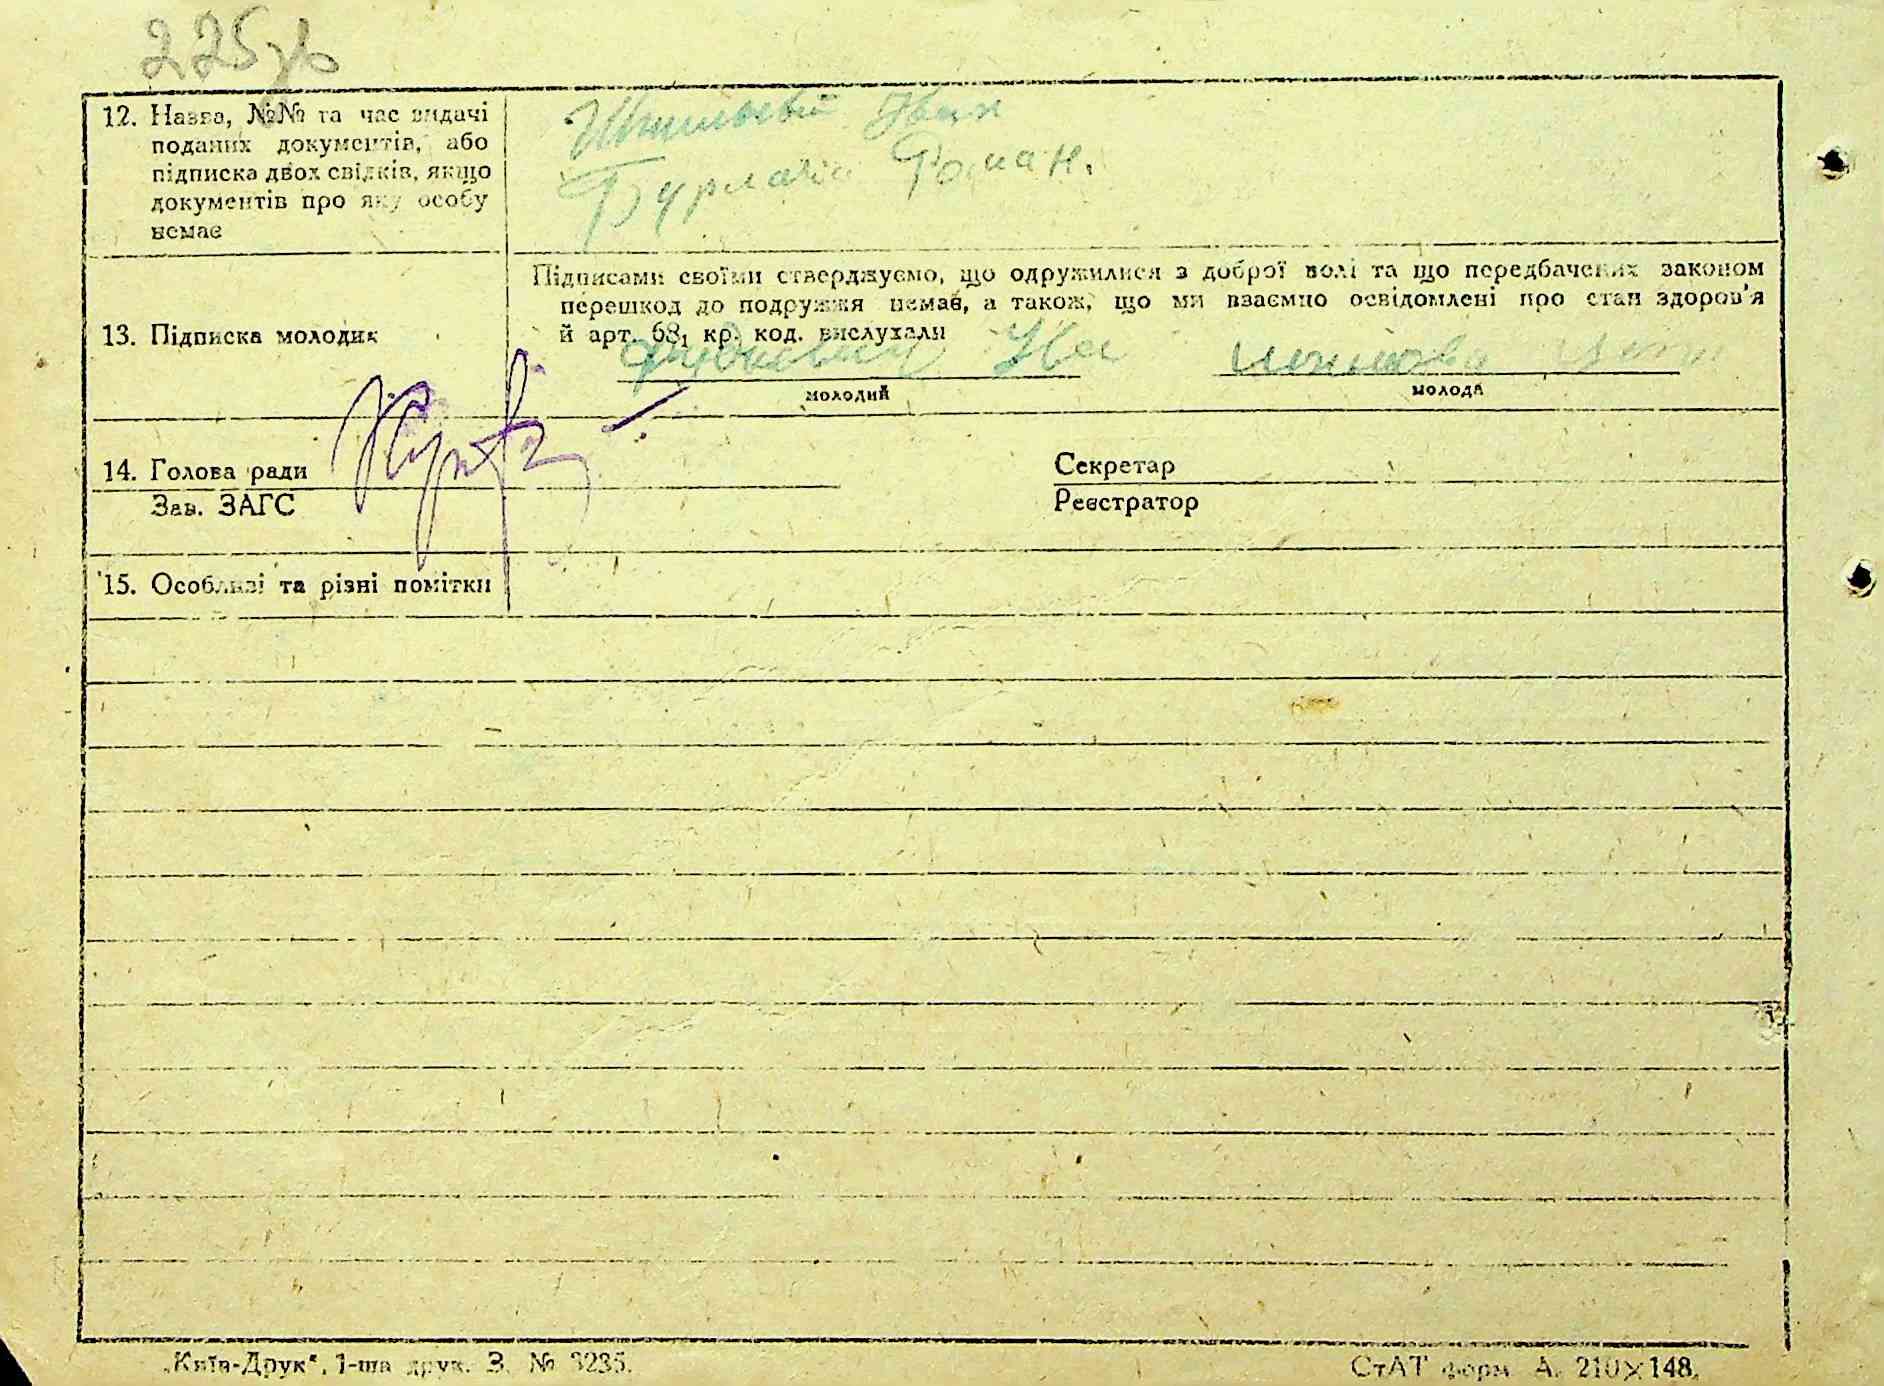 225 зв
12. Назва, №№ та час видачі
поданих документів, або
підписка двох свідків, якщо
документів про яку особу
немає
Іван
Роман.
13. Підписка молодих
Підписами своїми стверджуємо, що одружилися з доброї волі та що передбачених законом
перешкод до подружжя немає, а також, що ми взаємно освідомлені про стан здоров'я
й арт. 68₁ кр. код. вислухали
молодий
молода
14. Голова ради
Зав. ЗАГС
Секретар
Реєстратор
15. Особливі та різні помітки
„Київ-Друк“, 1-ша друк. З. № 3235.
СтАТ форм А. 210×148.